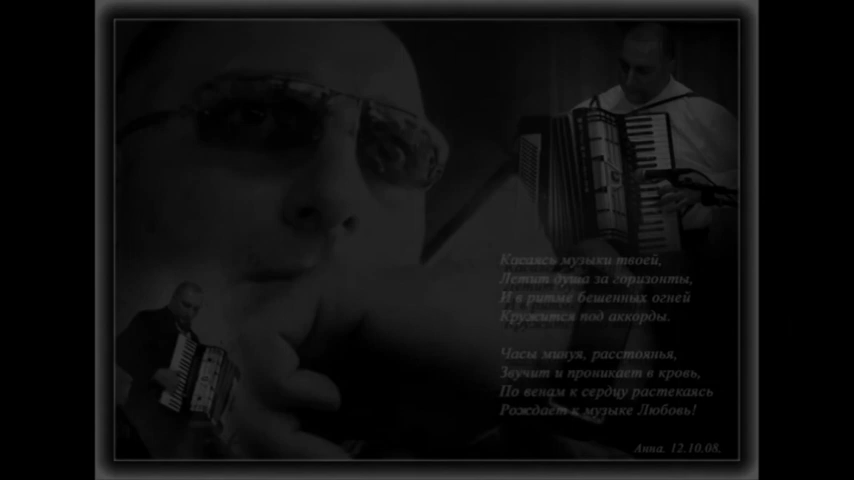 Касаясь музыки твоей,
Летит душа за горизонты,
И в ритме бешенных огней
Кружится под аккорды.
Часы минуя, расстоянья,
Звучит и проникает в кровь,
По венам к сердцу растекаясь
Рождает к музыке Любовь!
Анна. 12.10.08.